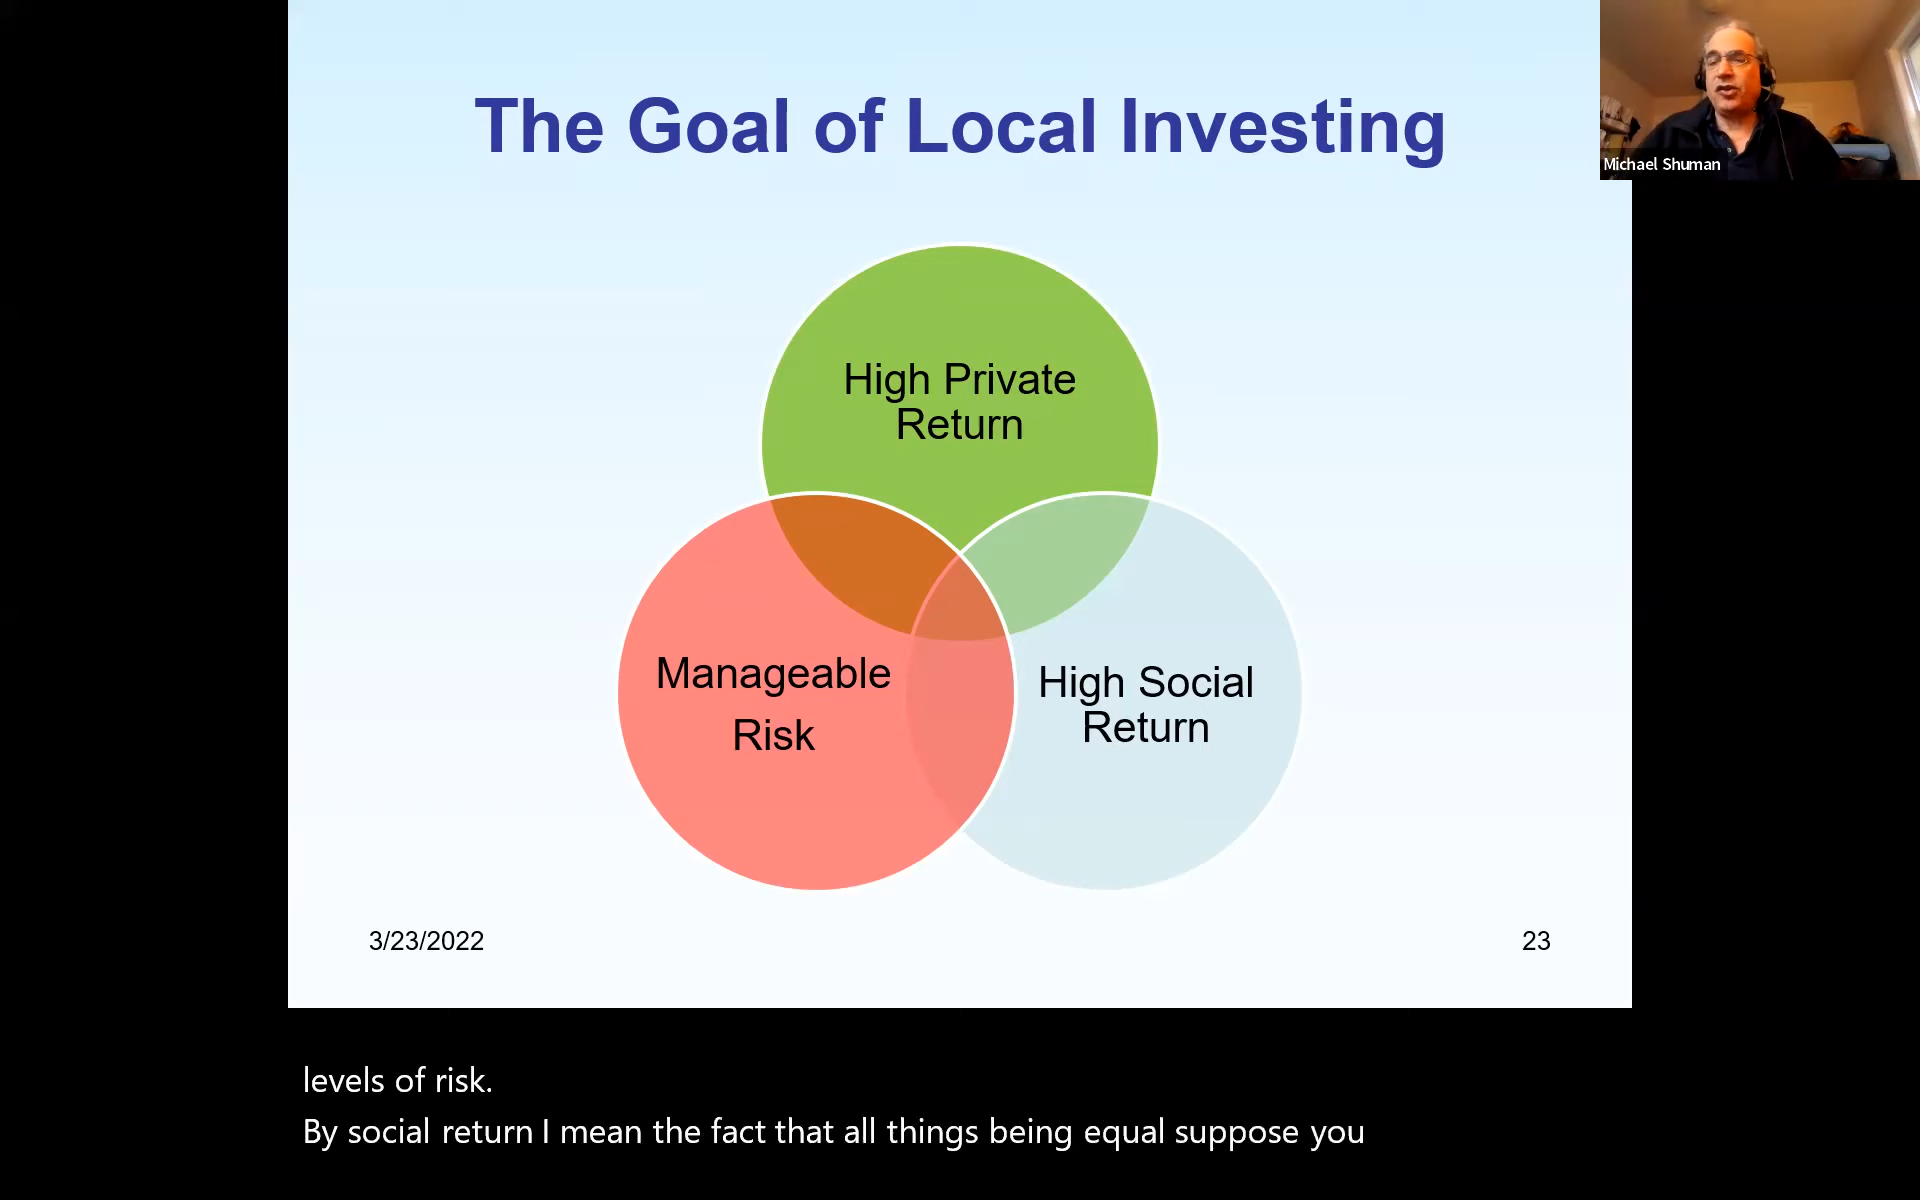 The Goal of Local Investing
Michael Shuman
High Private
Return
Manageable
Risk
High Social
Return
3/23/2022
23
levels of risk.
By social return I mean the fact that all things being equal suppose you